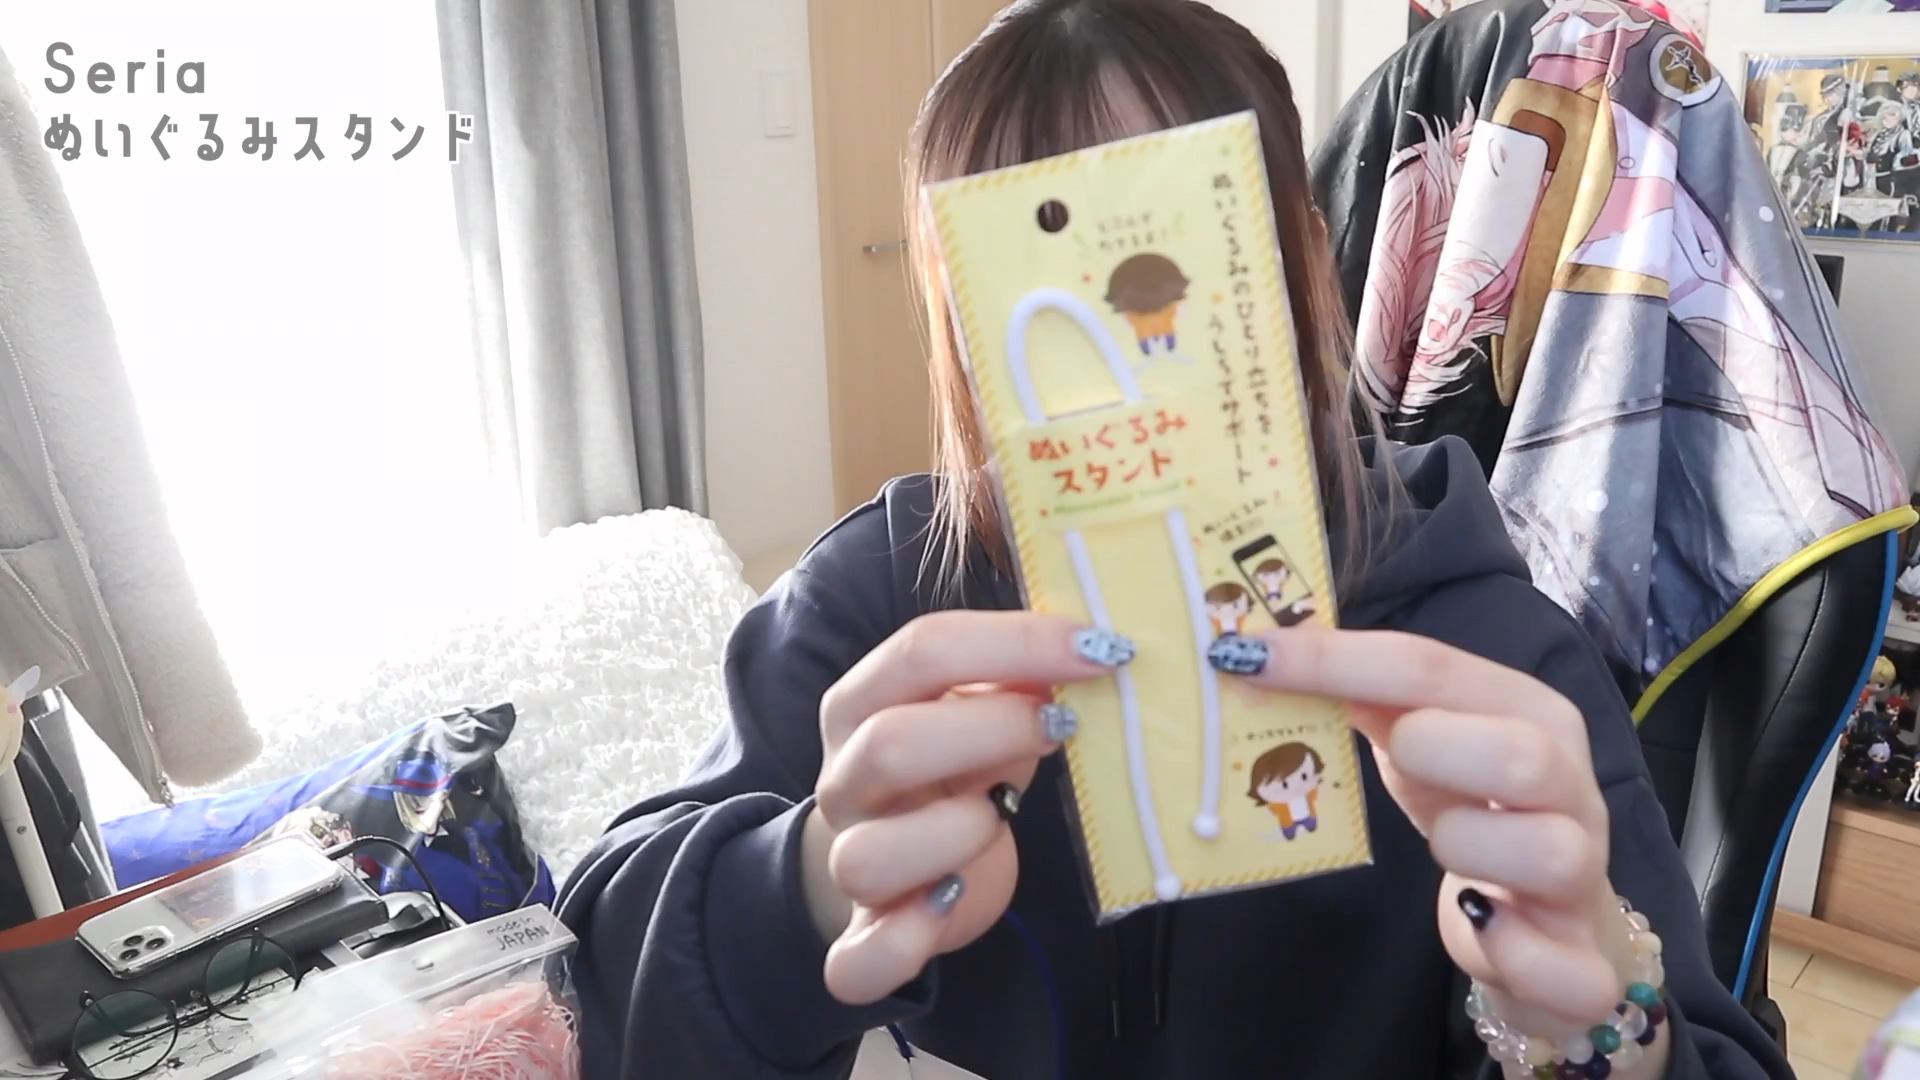 Seria
ぬいぐるみスタンド
ぬいぐるみのひとり立ちを
うしろでサポート
ぬいぐるみ
スタンド
made in
JAPAN